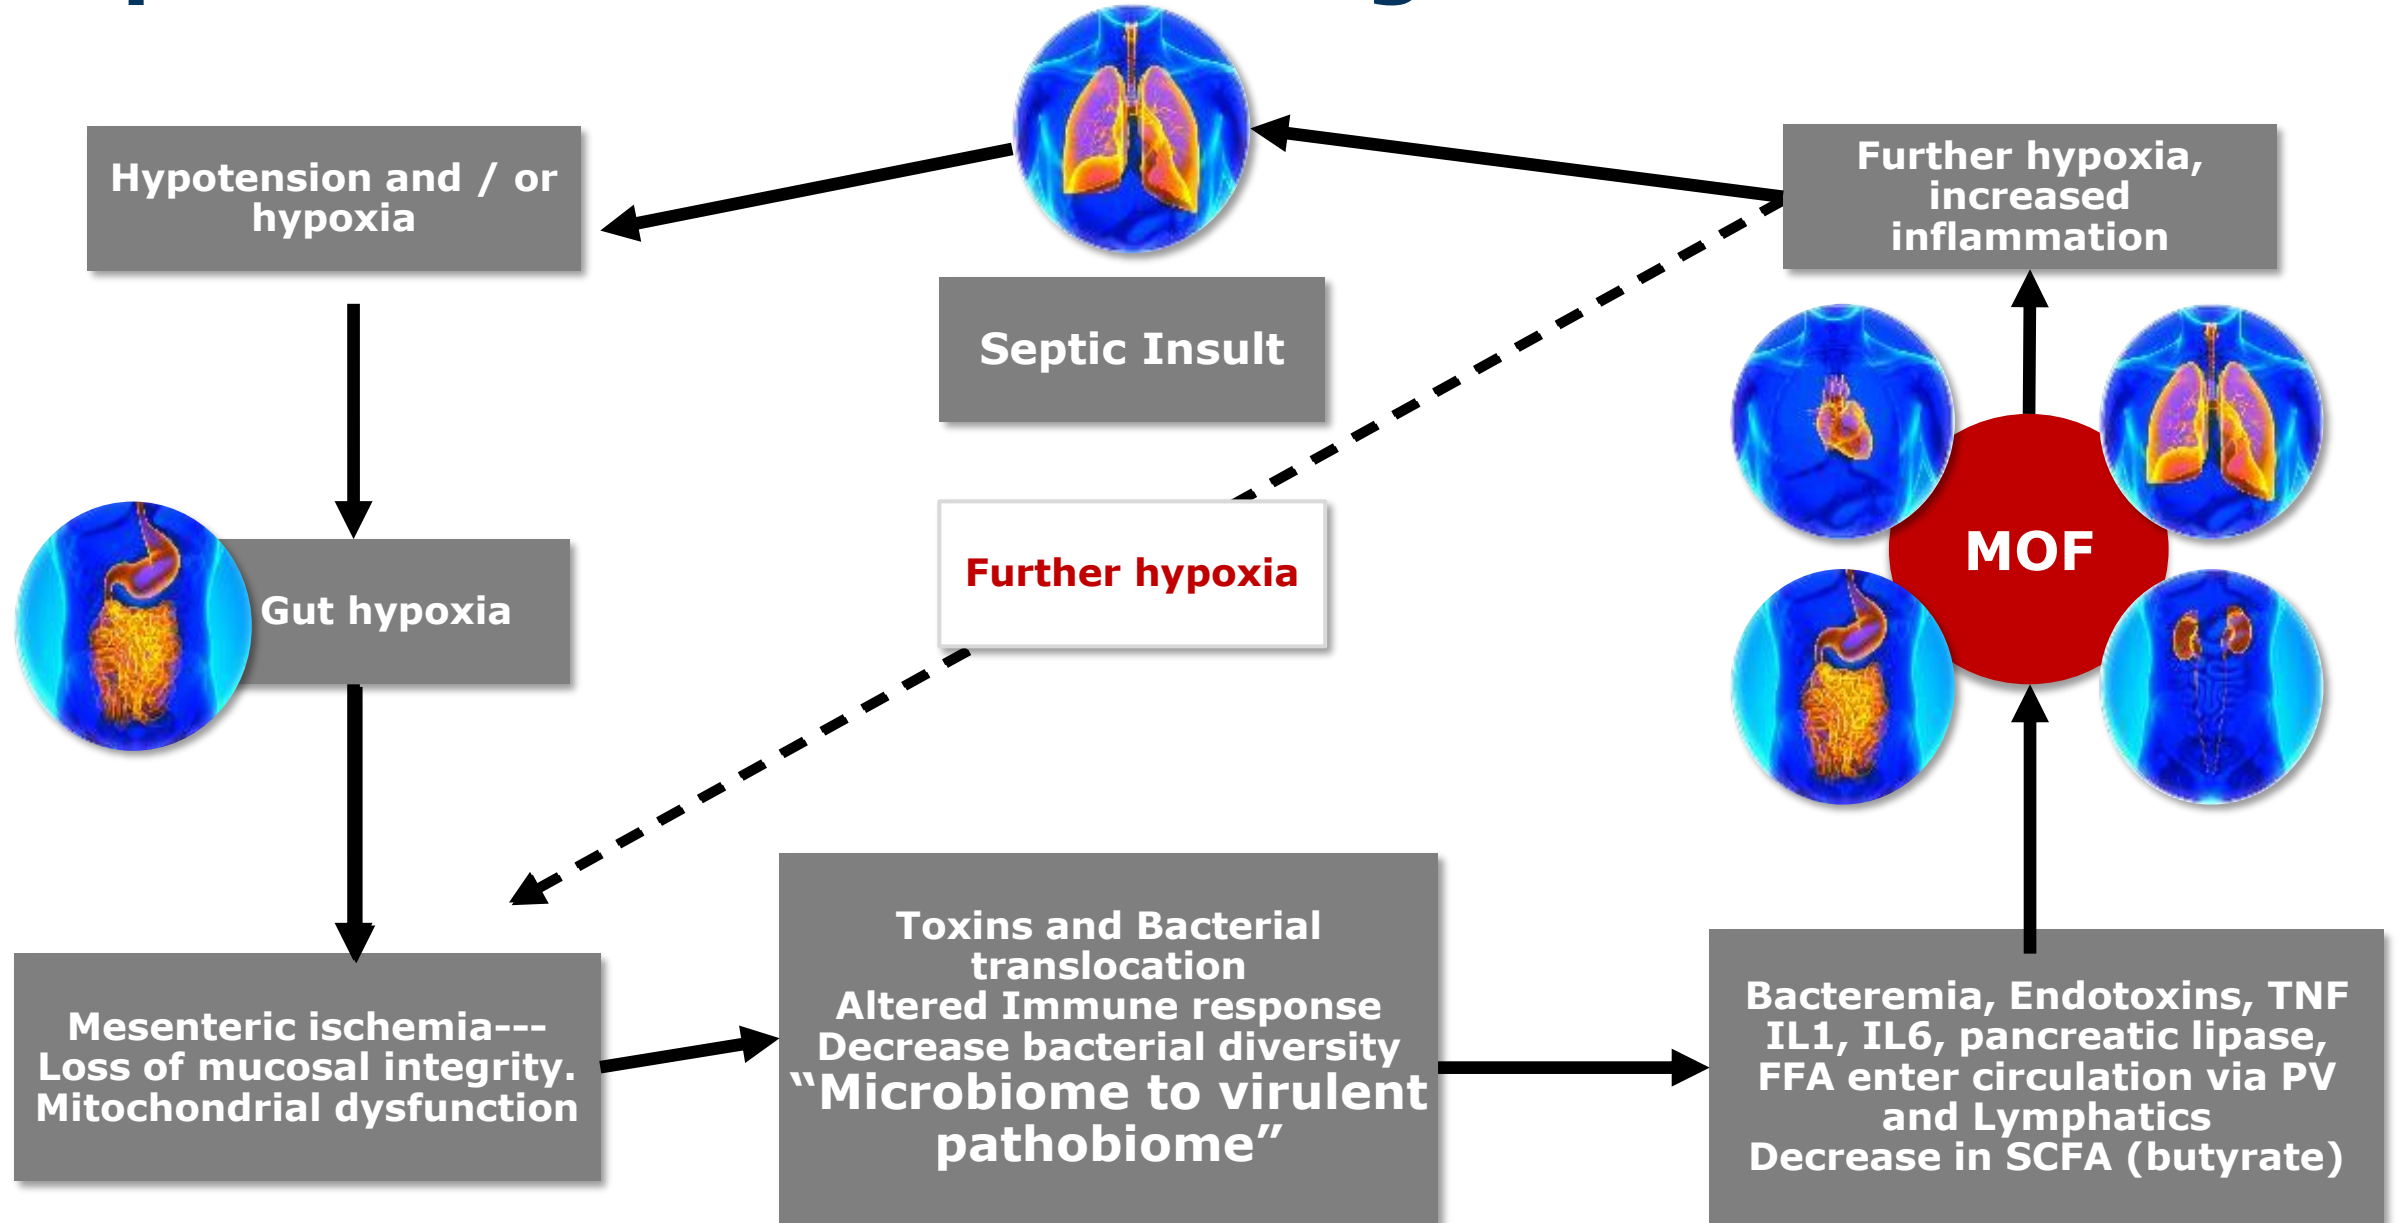 Hypotension and / or
hypoxia
Further hypoxia,
increased
inflammation
Septic Insult
Further hypoxia
MOF
Gut hypoxia
Mesenteric ischemia---
Loss of mucosal integrity.
Mitochondrial dysfunction
Toxins and Bacterial
translocation
Altered Immune response
Decrease bacterial diversity
“Microbiome to virulent
pathobiome”
Bacteremia, Endotoxins, TNF
IL1, IL6, pancreatic lipase,
FFA enter circulation via PV
and Lymphatics
Decrease in SCFA (butyrate)